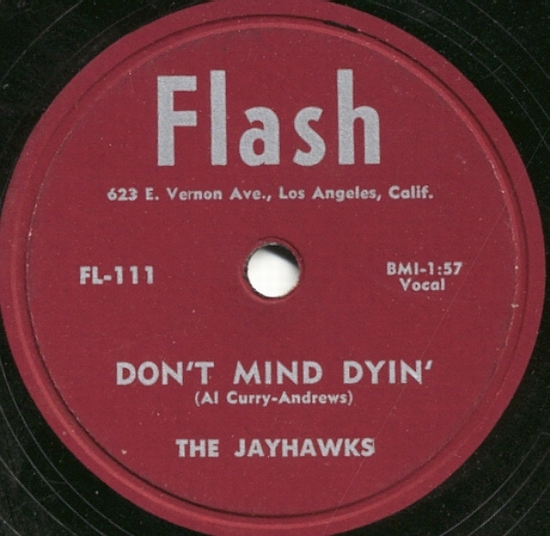 Flash
623 E. Vernon Ave., Los Angeles, Calif.
FL-111
BMI-1:57
Vocal
DON'T MIND DYIN'
(Al Curry-Andrews)
THE JAYHAWKS